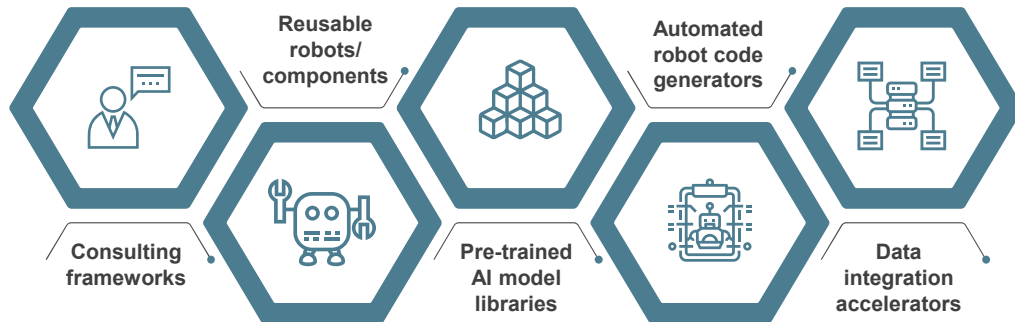 Consulting
frameworks
Reusable
robots/
components
Pre-trained
AI model
libraries
Automated
robot code
generators
Data
integration
accelerators